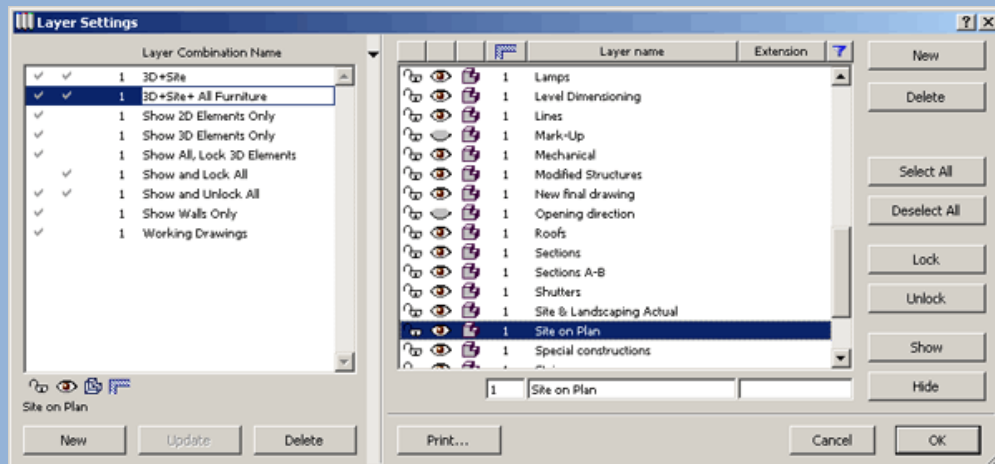 Layer Settings
Layer Combination Name
1 3D+Site
1 3D+Site+ All Furniture
1 Show 2D Elements Only
1 Show 3D Elements Only
1 Show All, Lock 3D Elements
1 Show and Lock All
1 Show and Unlock All
1 Show Walls Only
1 Working Drawings
Site on Plan
New Update Delete
Layer name Extension
1 Lamps
1 Level Dimensioning
1 Lines
1 Mark-Up
1 Mechanical
1 Modified Structures
1 New final drawing
1 Opening direction
1 Roofs
1 Sections
1 Sections A-B
1 Shutters
1 Site & Landscaping Actual
1 Site on Plan
1 Special constructions
1 Site on Plan
New
Delete
Select All
Deselect All
Lock
Unlock
Show
Hide
Print... Cancel OK